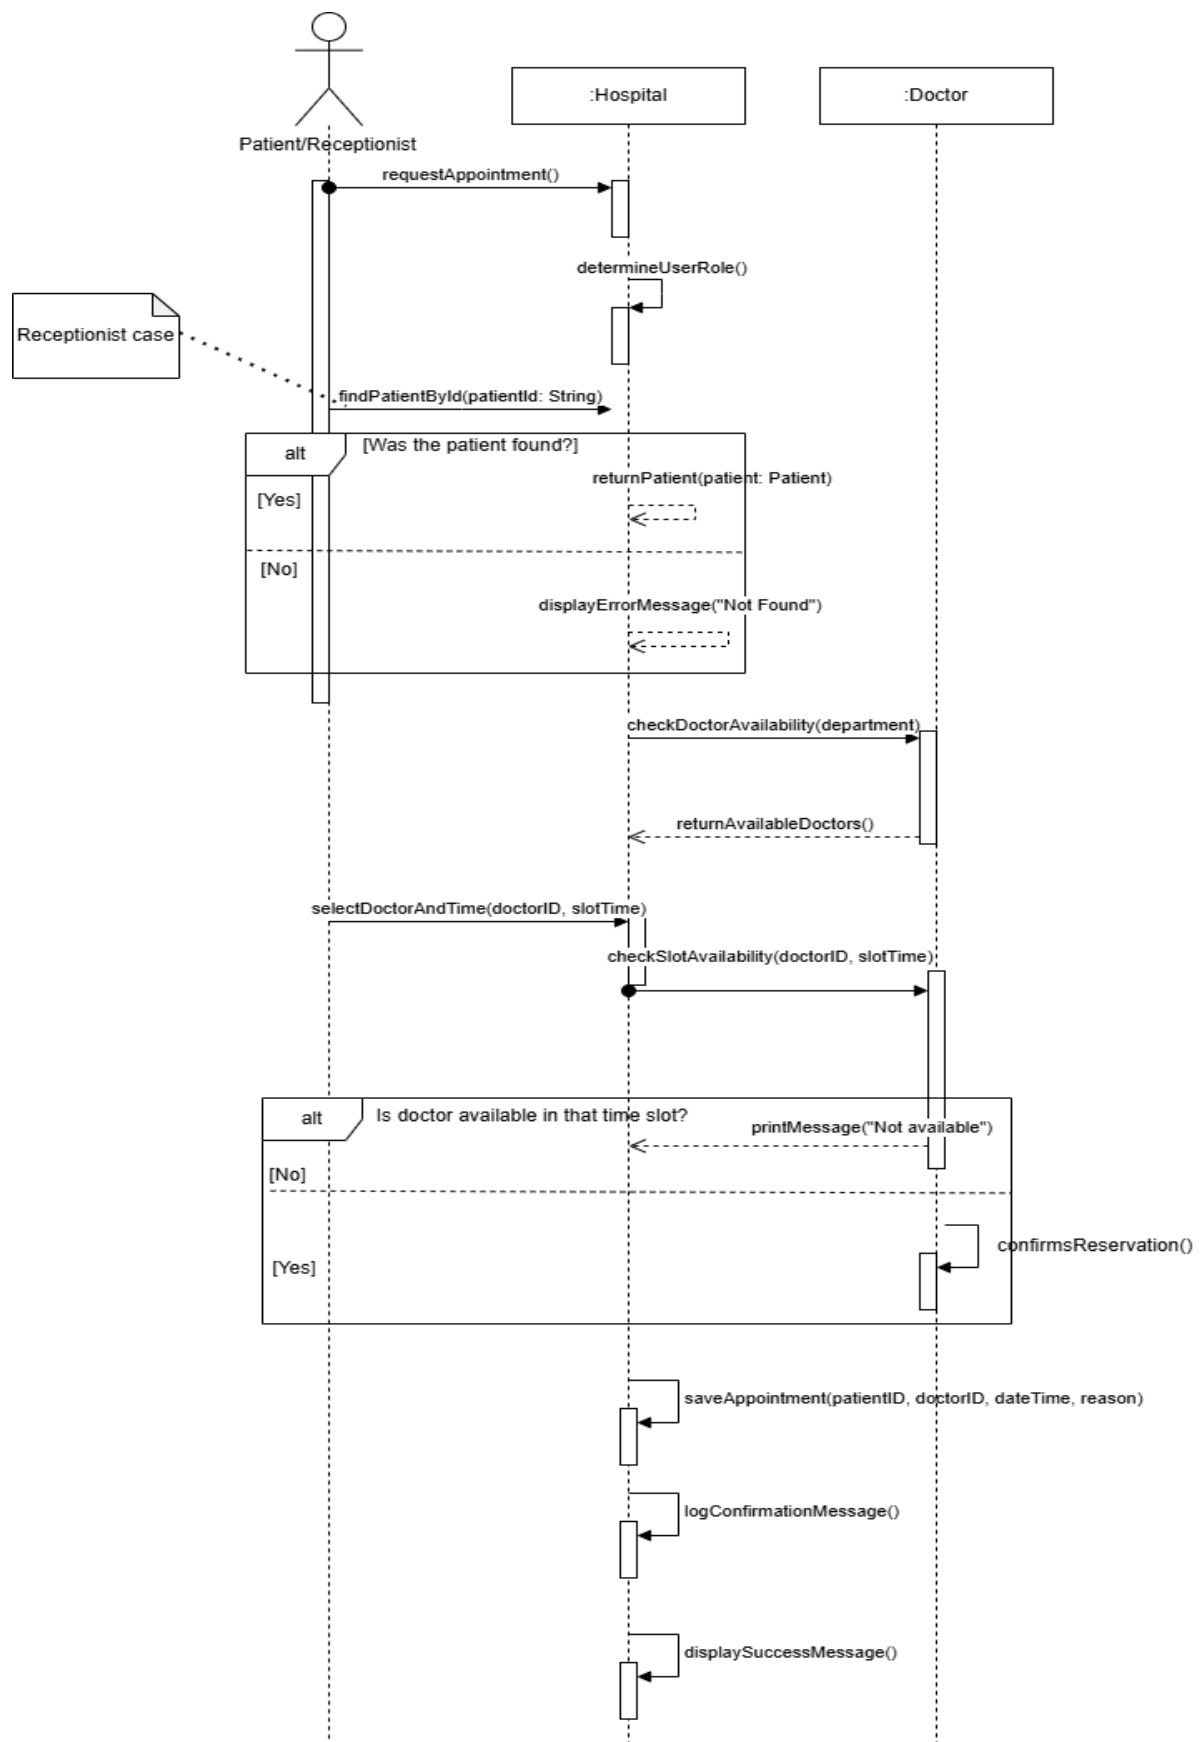 :Hospital
:Doctor
Patient/Receptionist
requestAppointment()
determineUserRole()
Receptionist case
findPatientById(patientId: String)
alt
[Was the patient found?]
returnPatient(patient: Patient)
[Yes]
[No]
displayErrorMessage("Not Found")
checkDoctorAvailability(department)
returnAvailableDoctors()
selectDoctorAndTime(doctorID, slotTime)
checkSlotAvailability(doctorID, slotTime)
alt
Is doctor available in that time slot?
printMessage("Not available")
[No]
confirmsReservation()
[Yes]
saveAppointment(patientID, doctorID, dateTime, reason)
logConfirmationMessage()
displaySuccessMessage()